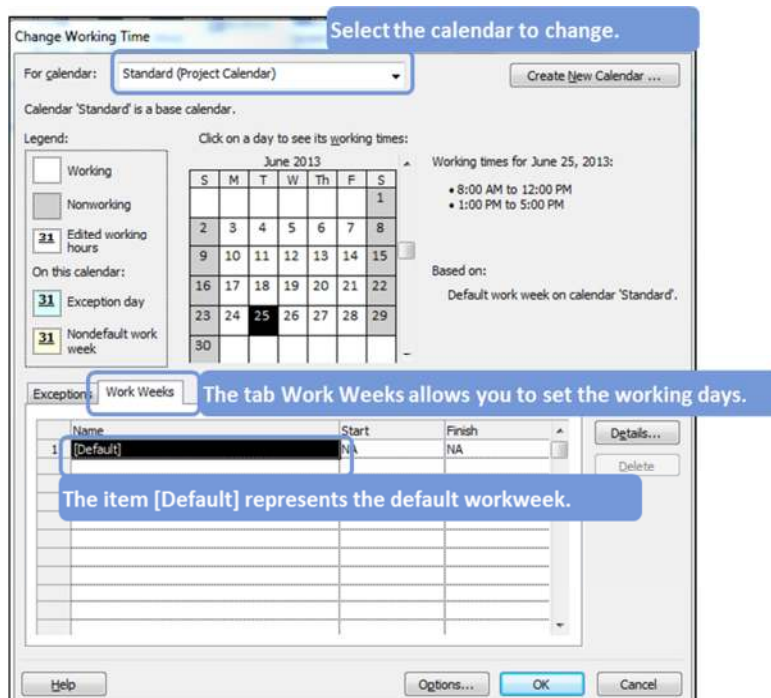 Select the calendar to change.
Change Working Time
For calendar: Standard (Project Calendar) Create New Calendar ...
Calendar 'Standard' is a base calendar.
Legend: Click on a day to see its working times:
Working
Nonworking
31 Edited working hours
On this calendar:
31 Exception day
31 Nondefault work week
June 2013
S M T W Th F S
1
2 3 4 5 6 7 8
9 10 11 12 13 14 15
16 17 18 19 20 21 22
23 24 25 26 27 28 29
30
Working times for June 25, 2013:
• 8:00 AM to 12:00 PM
• 1:00 PM to 5:00 PM
Based on:
Default work week on calendar 'Standard'.
Exceptions Work Weeks The tab Work Weeks allows you to set the working days.
Name Start Finish Details...
1 [Default] NA NA
Delete
The item [Default] represents the default workweek.
Help Options... OK Cancel